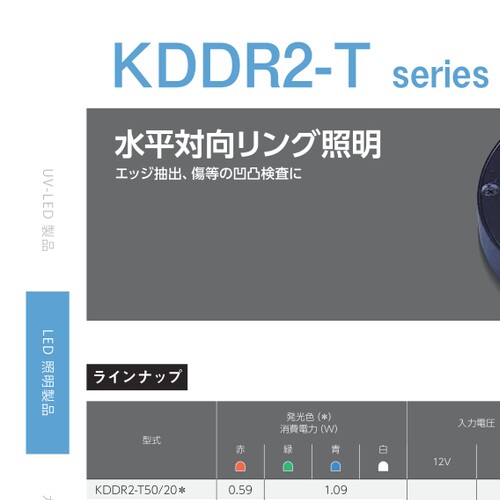 KDDR2-T series
水平対向リング照明
エッジ抽出、傷等の凹凸検査に
UV-LED 製品
LED 照明製品
ラインナップ
型式
発光色（＊）
消費電力（W）
入力電圧
赤 緑 青 白
12V
KDDR2-T50/20＊ 0.59 1.09